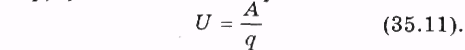 U = A/q (35.11).